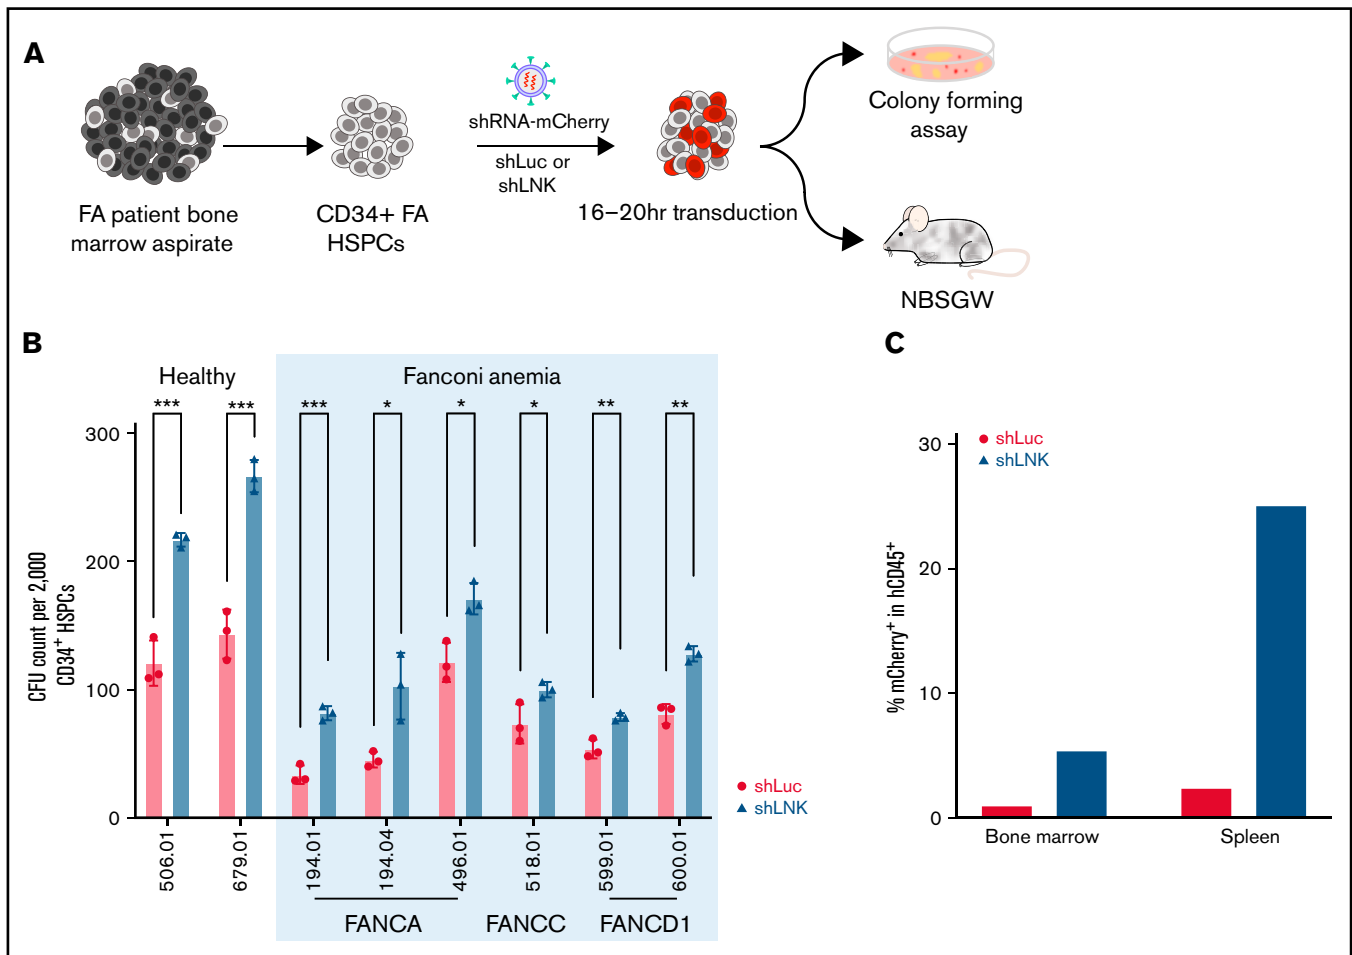 A
FA patient bone
marrow aspirate
CD34+ FA
HSPCs
shRNA-mCherry
shLuc or
shLNK
16–20hr transduction
Colony forming
assay
NBSGW
B
Healthy
Fanconi anemia
***
***
***
*
*
*
**
**
CFU count per 2,000
CD34+ HSPCs
300
200
100
0
506.01
679.01
194.01
194.04
496.01
518.01
599.01
600.01
FANCA
FANCC
FANCD1
shLuc
shLNK
C
% mCherry+ in hCD45+
30
20
10
0
shLuc
shLNK
Bone marrow
Spleen